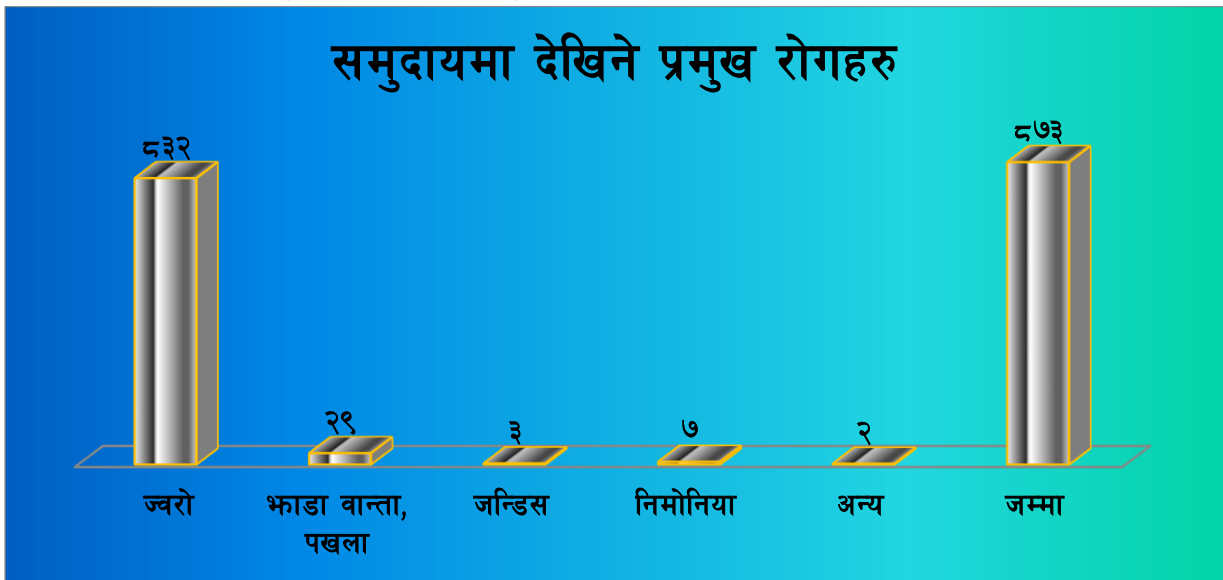 समुदायमा देखिने प्रमुख रोगहरु
८३२
२९
३
७
२
८७३
ज्वरो
झाडा वान्ता,
पखला
जन्डिस
निमोनिया
अन्य
जम्मा